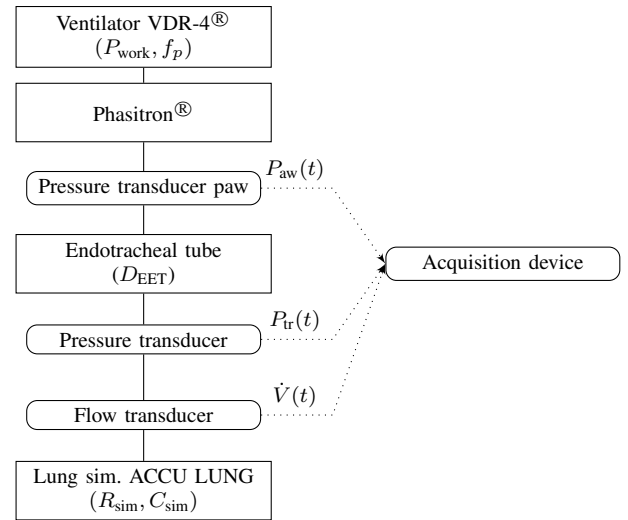 Ventilator VDR-4®
(P_work, f_p)
Phasitron®
Pressure transducer paw
P_aw(t)
Endotracheal tube
(D_EET)
Acquisition device
Pressure transducer
P_tr(t)
Flow transducer
V̇(t)
Lung sim. ACCU LUNG
(R_sim, C_sim)